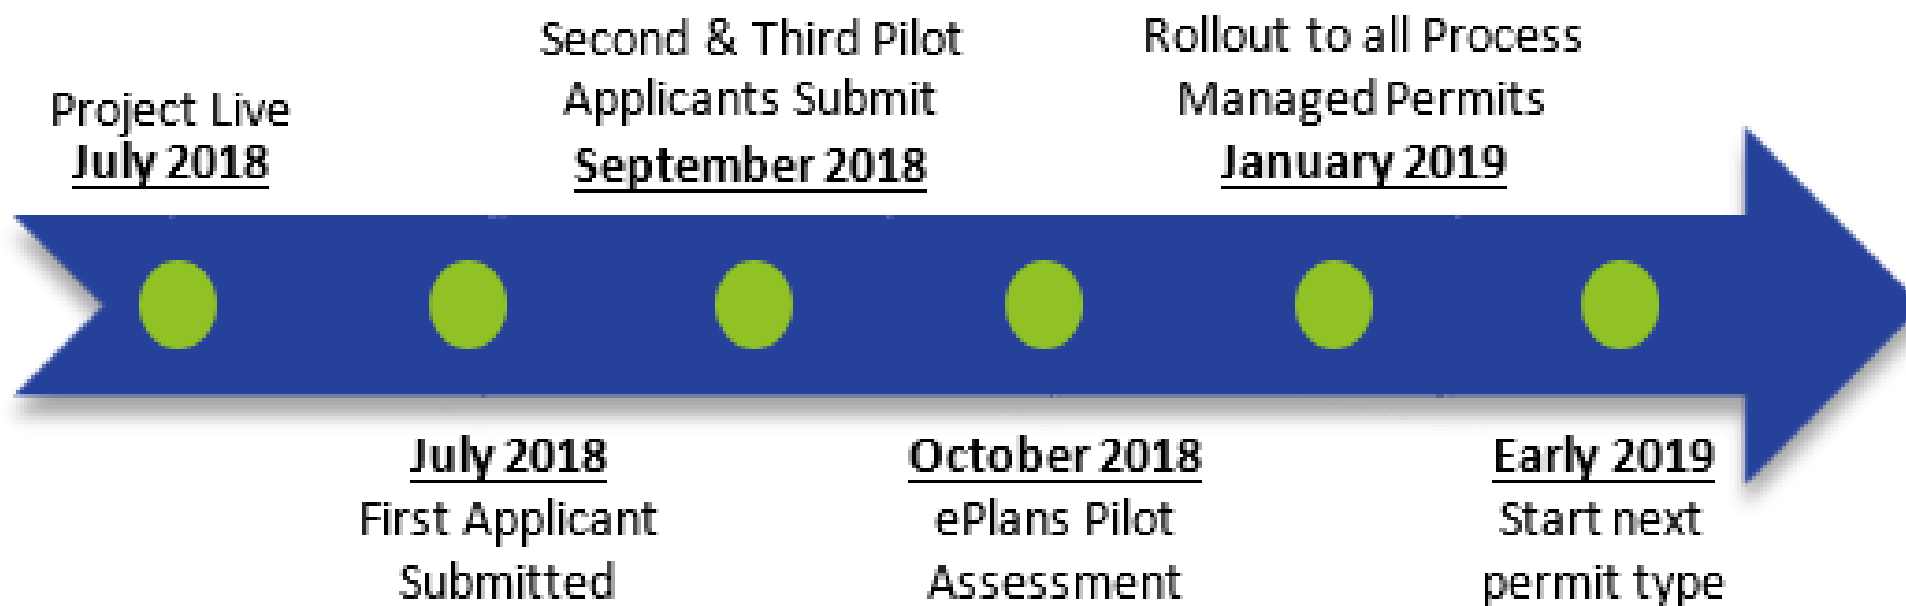 Project Live
July 2018
Second & Third Pilot
Applicants Submit
September 2018
Rollout to all Process
Managed Permits
January 2019
July 2018
First Applicant
Submitted
October 2018
ePlans Pilot
Assessment
Early 2019
Start next
permit type